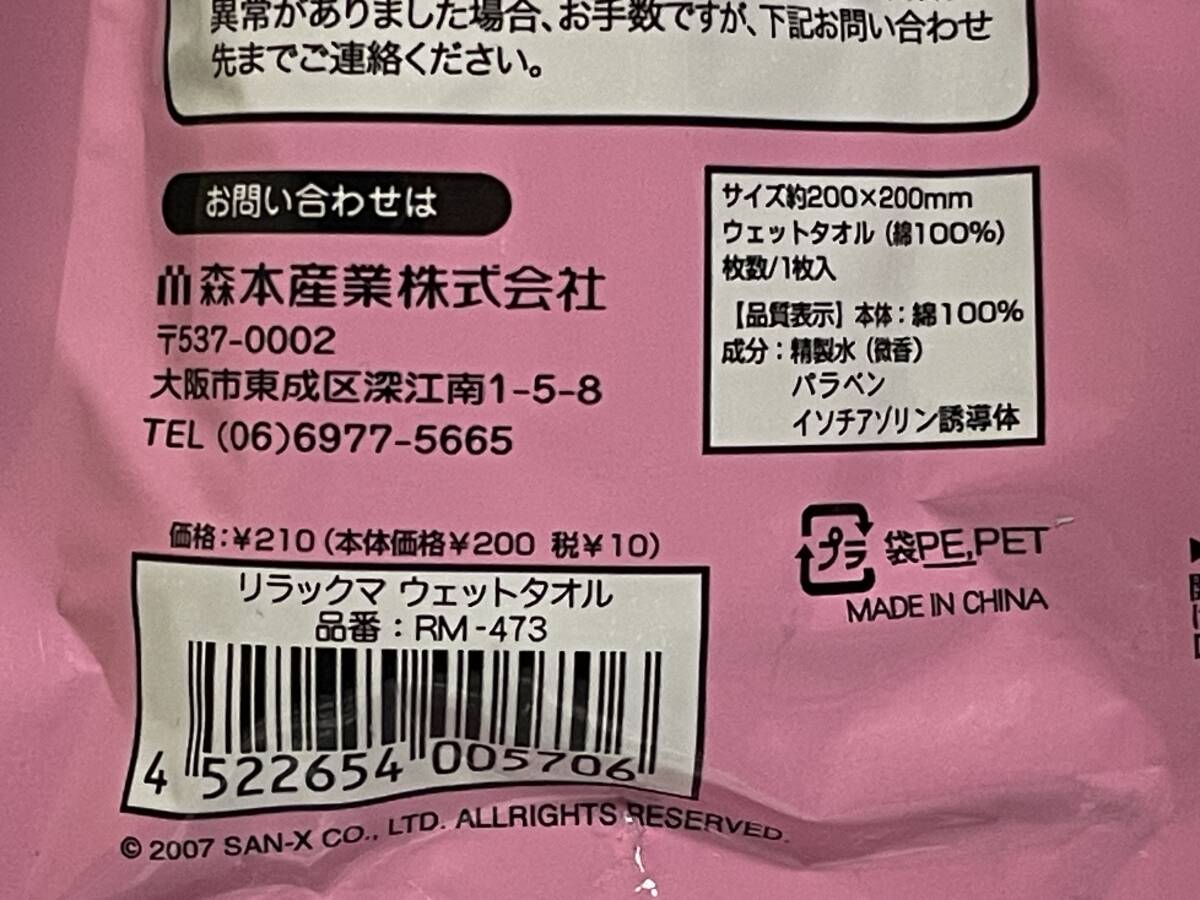 異常がありました場合、お手数ですが、下記お問い合わせ
先までご連絡ください。
お問い合わせは
森本産業株式会社
〒537-0002
大阪市東成区深江南1-5-8
TEL (06)6977-5665
サイズ約200×200mm
ウェットタオル (綿100%)
枚数/1枚入
【品質表示】本体:綿100%
成分:精製水 (微香)
パラベン
イソチアゾリン誘導体
価格:¥210 (本体価格¥200 税¥10)
リラックマ ウェットタオル
品番:RM-473
4 522654 005706
プラ
袋PE,PET
MADE IN CHINA
© 2007 SAN-X CO., LTD. ALLRIGHTS RESERVED.